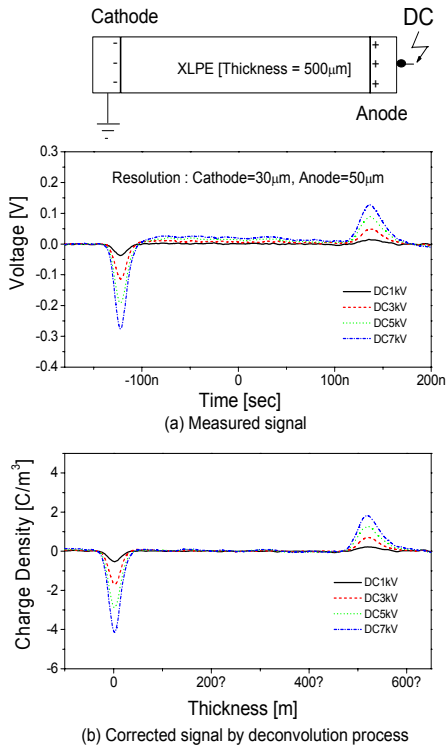 Cathode
DC
- + 
- XLPE [Thickness = 500μm] +
- +
Anode
0.3
0.2
0.1
0.0
-0.1
-0.2
-0.3
-0.4
Voltage [V]
Resolution : Cathode=30μm, Anode=50μm
DC1kV
DC3kV
DC5kV
DC7kV
-100n 0 100n 200n
Time [sec]
(a) Measured signal
4
2
0
-2
-4
-6
Charge Density [C/m³]
DC1kV
DC3kV
DC5kV
DC7kV
0 200? 400? 600?
Thickness [m]
(b) Corrected signal by deconvolution process